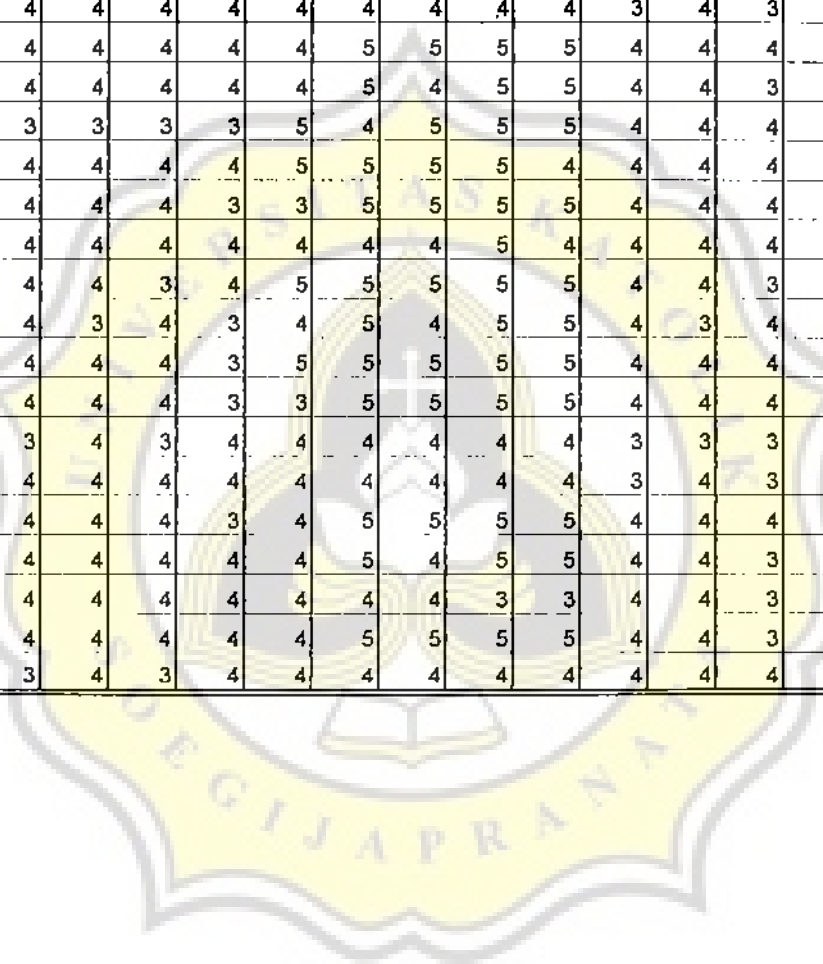 4 4 4 4 4 4 4 4 4 3 4 3
4 4 4 4 4 5 5 5 5 4 4 4
4 4 4 4 4 5 4 5 5 4 4 3
3 3 3 3 5 4 5 5 5 4 4 4
4 4 4 4 5 5 5 5 4 4 4 4
4 4 4 3 3 5 5 5 5 4 4 4
4 4 4 4 4 4 4 5 4 4 4 4
4 4 3 4 5 5 5 5 5 4 4 3
4 3 4 3 4 5 4 5 5 4 3 4
4 4 4 3 5 5 5 5 5 4 4 4
4 4 4 3 3 5 5 5 5 4 4 4
3 4 3 4 4 4 4 4 4 3 3 3
4 4 4 4 4 4 4 4 4 3 4 3
4 4 4 3 4 5 5 5 5 4 4 4
4 4 4 4 4 5 4 5 5 4 4 3
4 4 4 4 4 4 4 3 3 4 4 3
4 4 4 4 4 5 5 5 5 4 4 3
3 4 3 4 4 4 4 4 4 4 4 4
UNIVERSITAS KATOLIK
SOEGIJAPRANATA